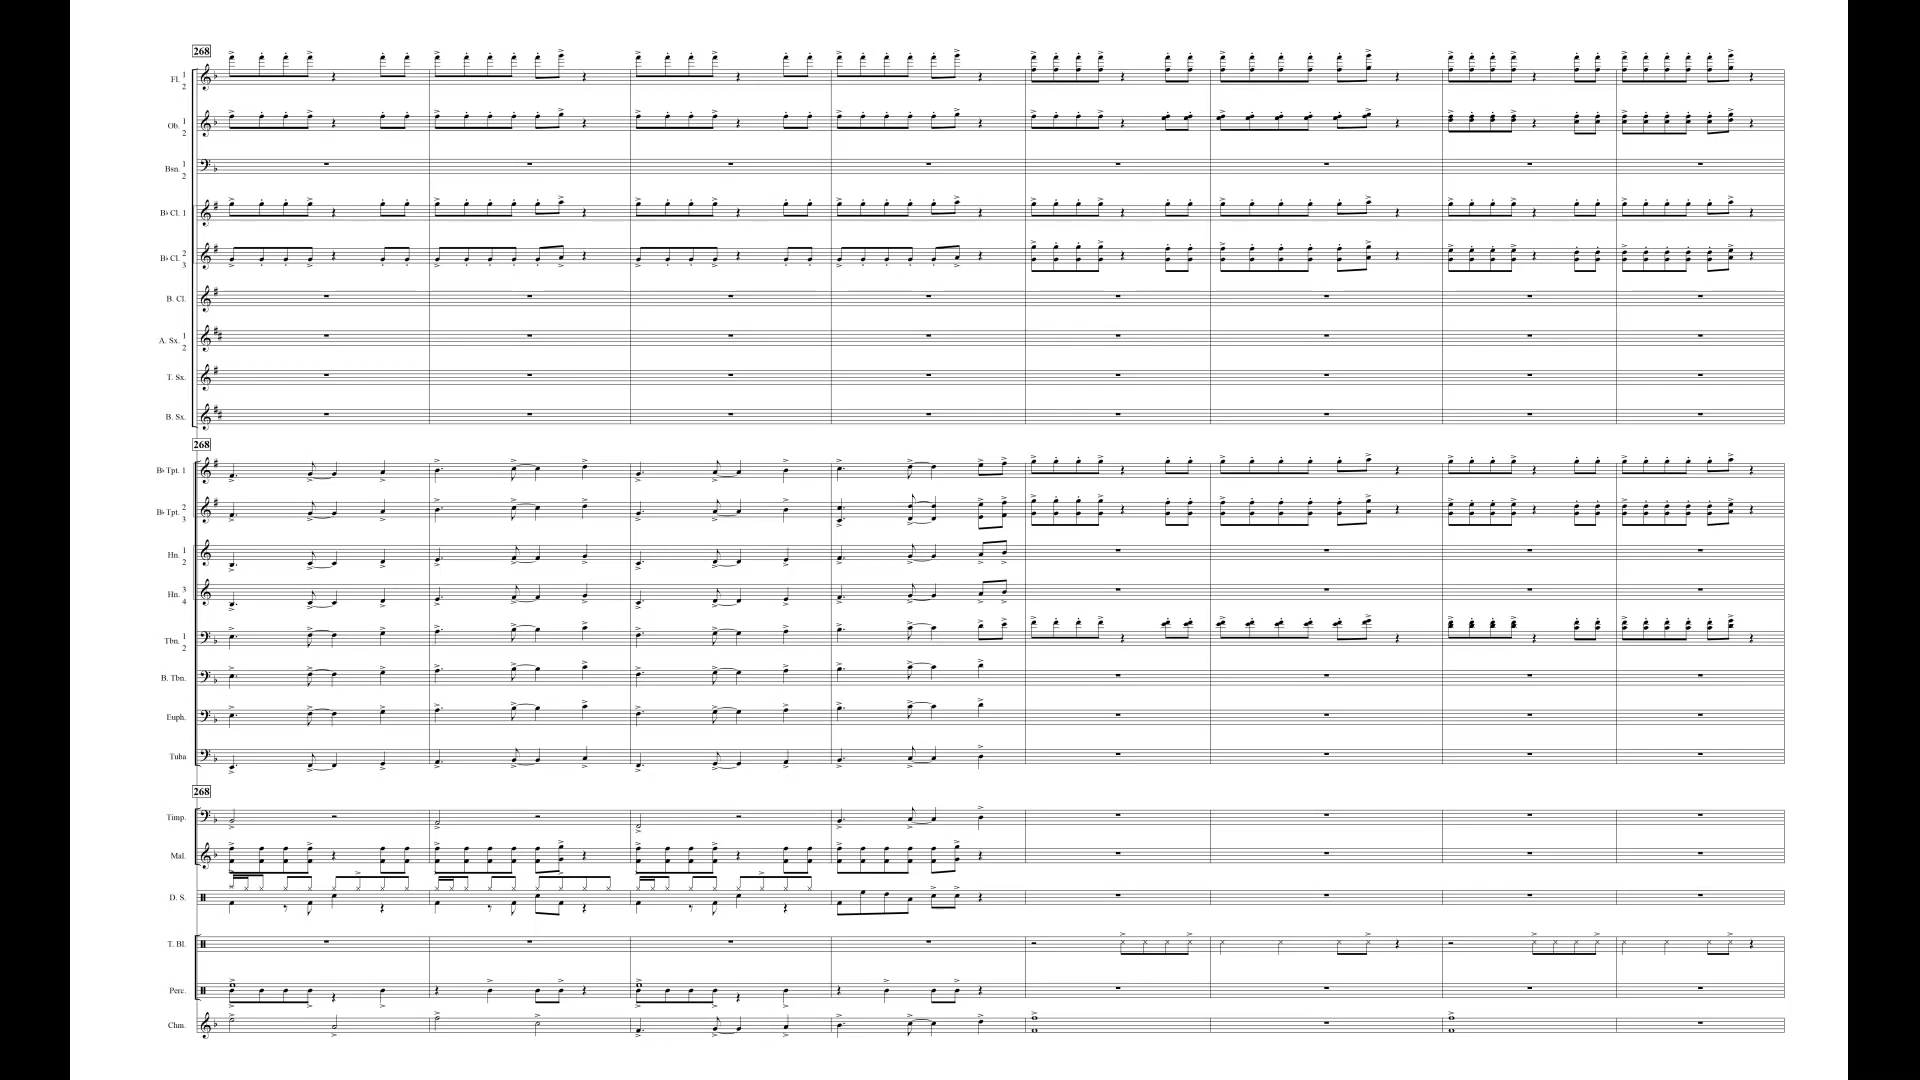 268
Fl. 1
2
Ob. 1
2
Bsn. 1
2
B♭ Cl. 1
B♭ Cl. 2
3
B. Cl.
A. Sx. 1
2
T. Sx.
B. Sx.
268
B♭ Tpt. 1
B♭ Tpt. 2
3
Hn. 1
2
Hn. 3
4
Tbn. 1
2
B. Tbn.
Euph.
Tuba
268
Timp.
Mal.
D. S.
T. Bl.
Perc.
Chm.